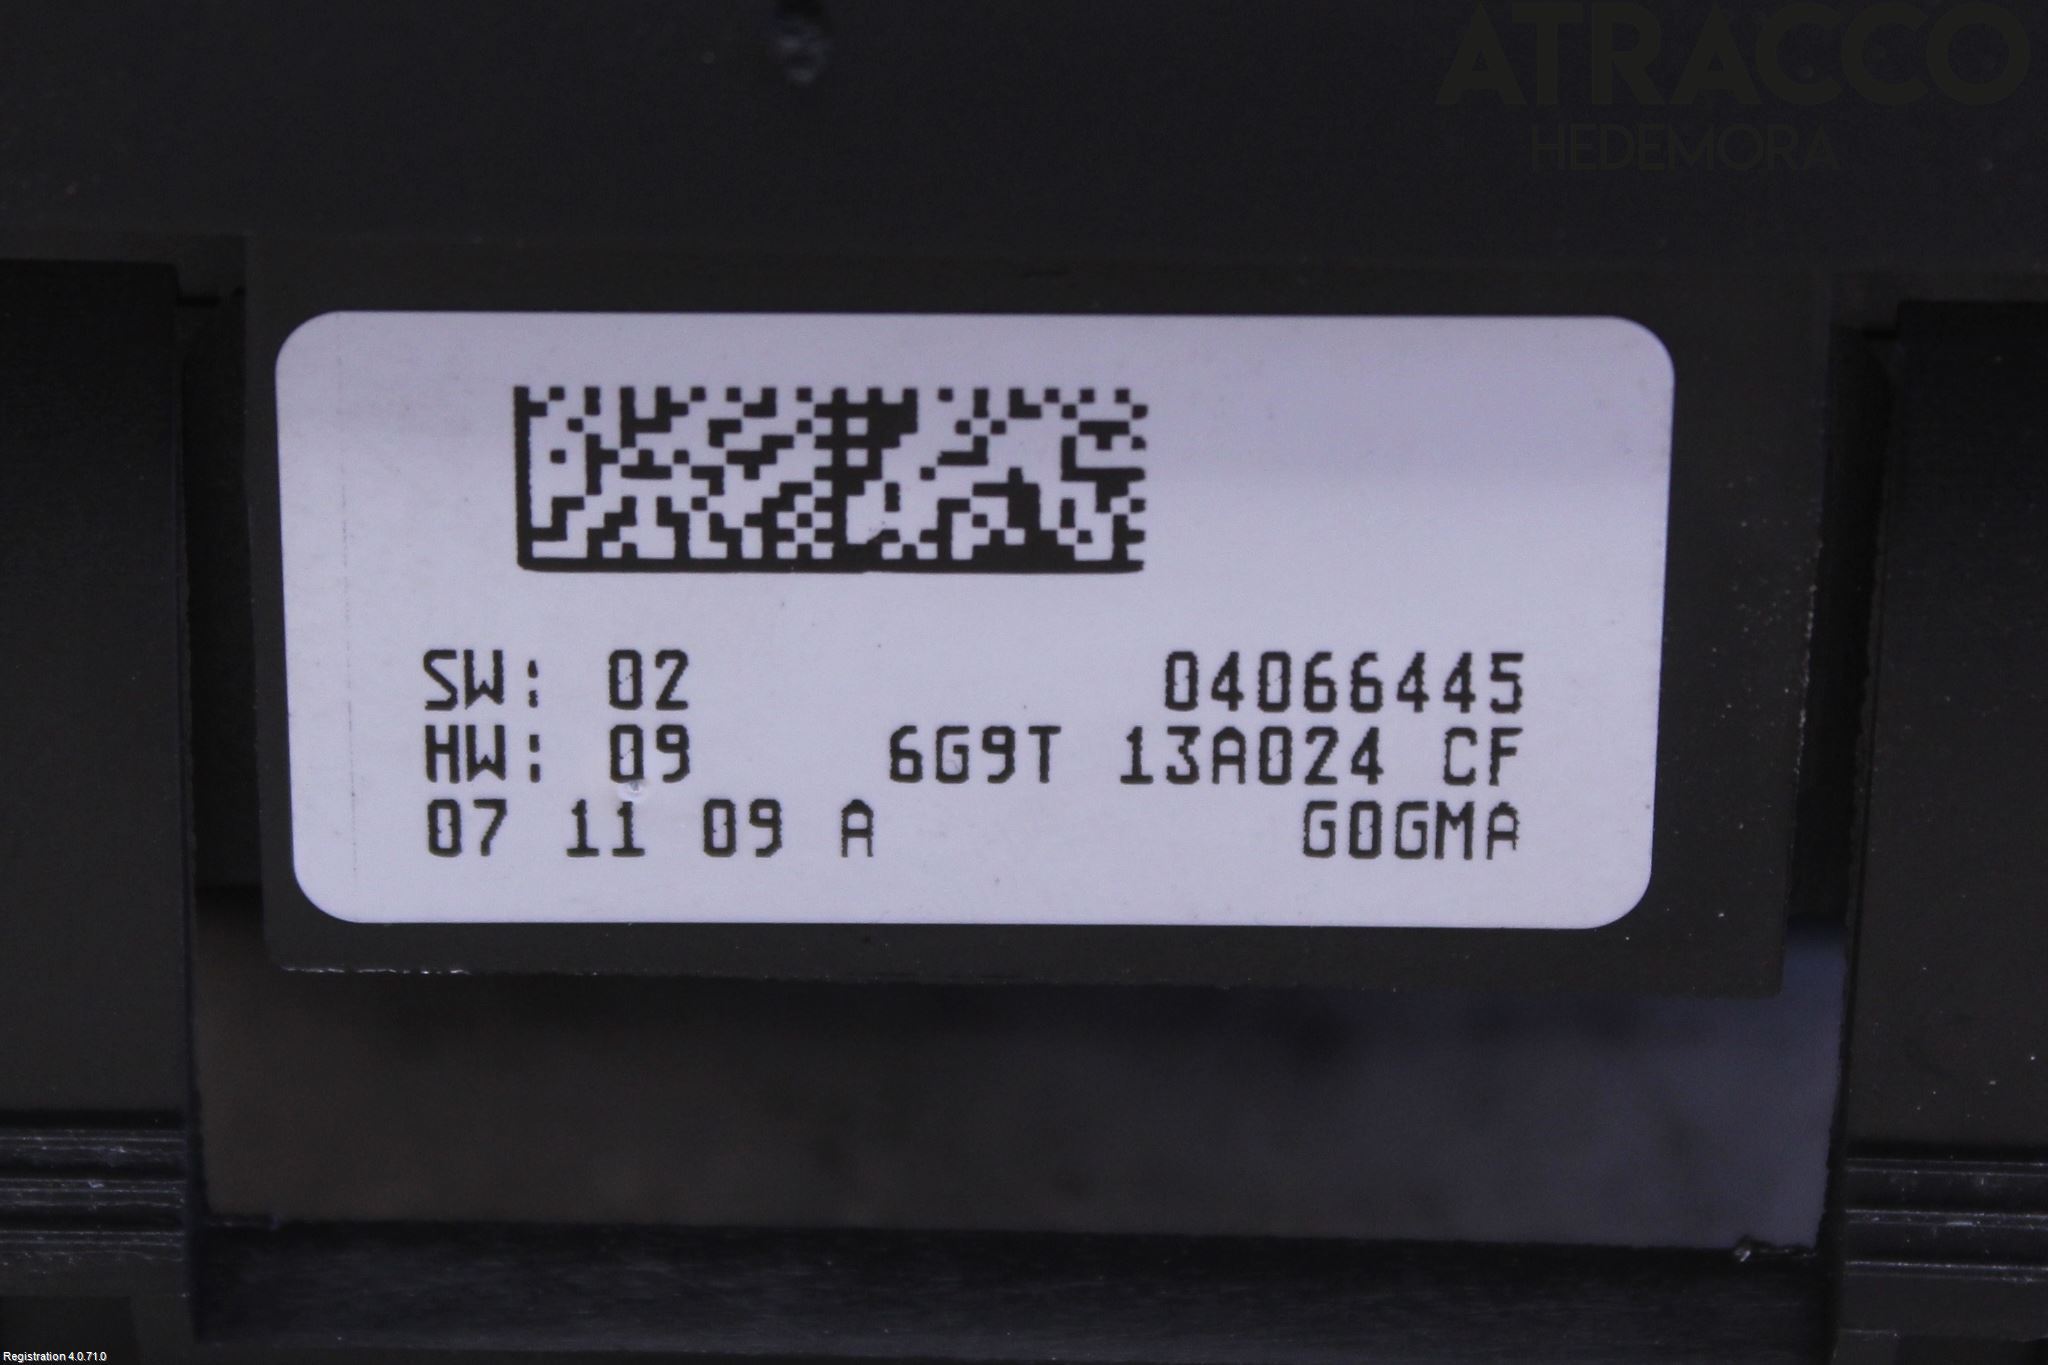 ATRACCO
HEDEMORA
SW: 02 04066445
HW: 09 6G9T 13A024 CF
07 11 09 A G0GMA
Registration 4.0.71.0